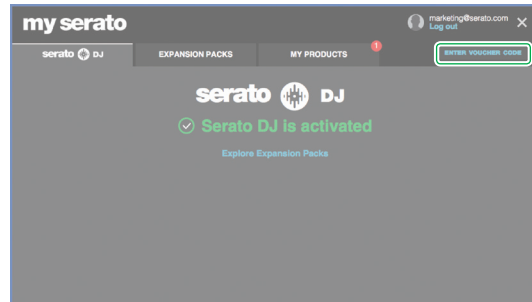 my serato
marketing@serato.com
Log out
serato DJ
EXPANSION PACKS
MY PRODUCTS
1
ENTER VOUCHER CODE
serato DJ
Serato DJ is activated
Explore Expansion Packs